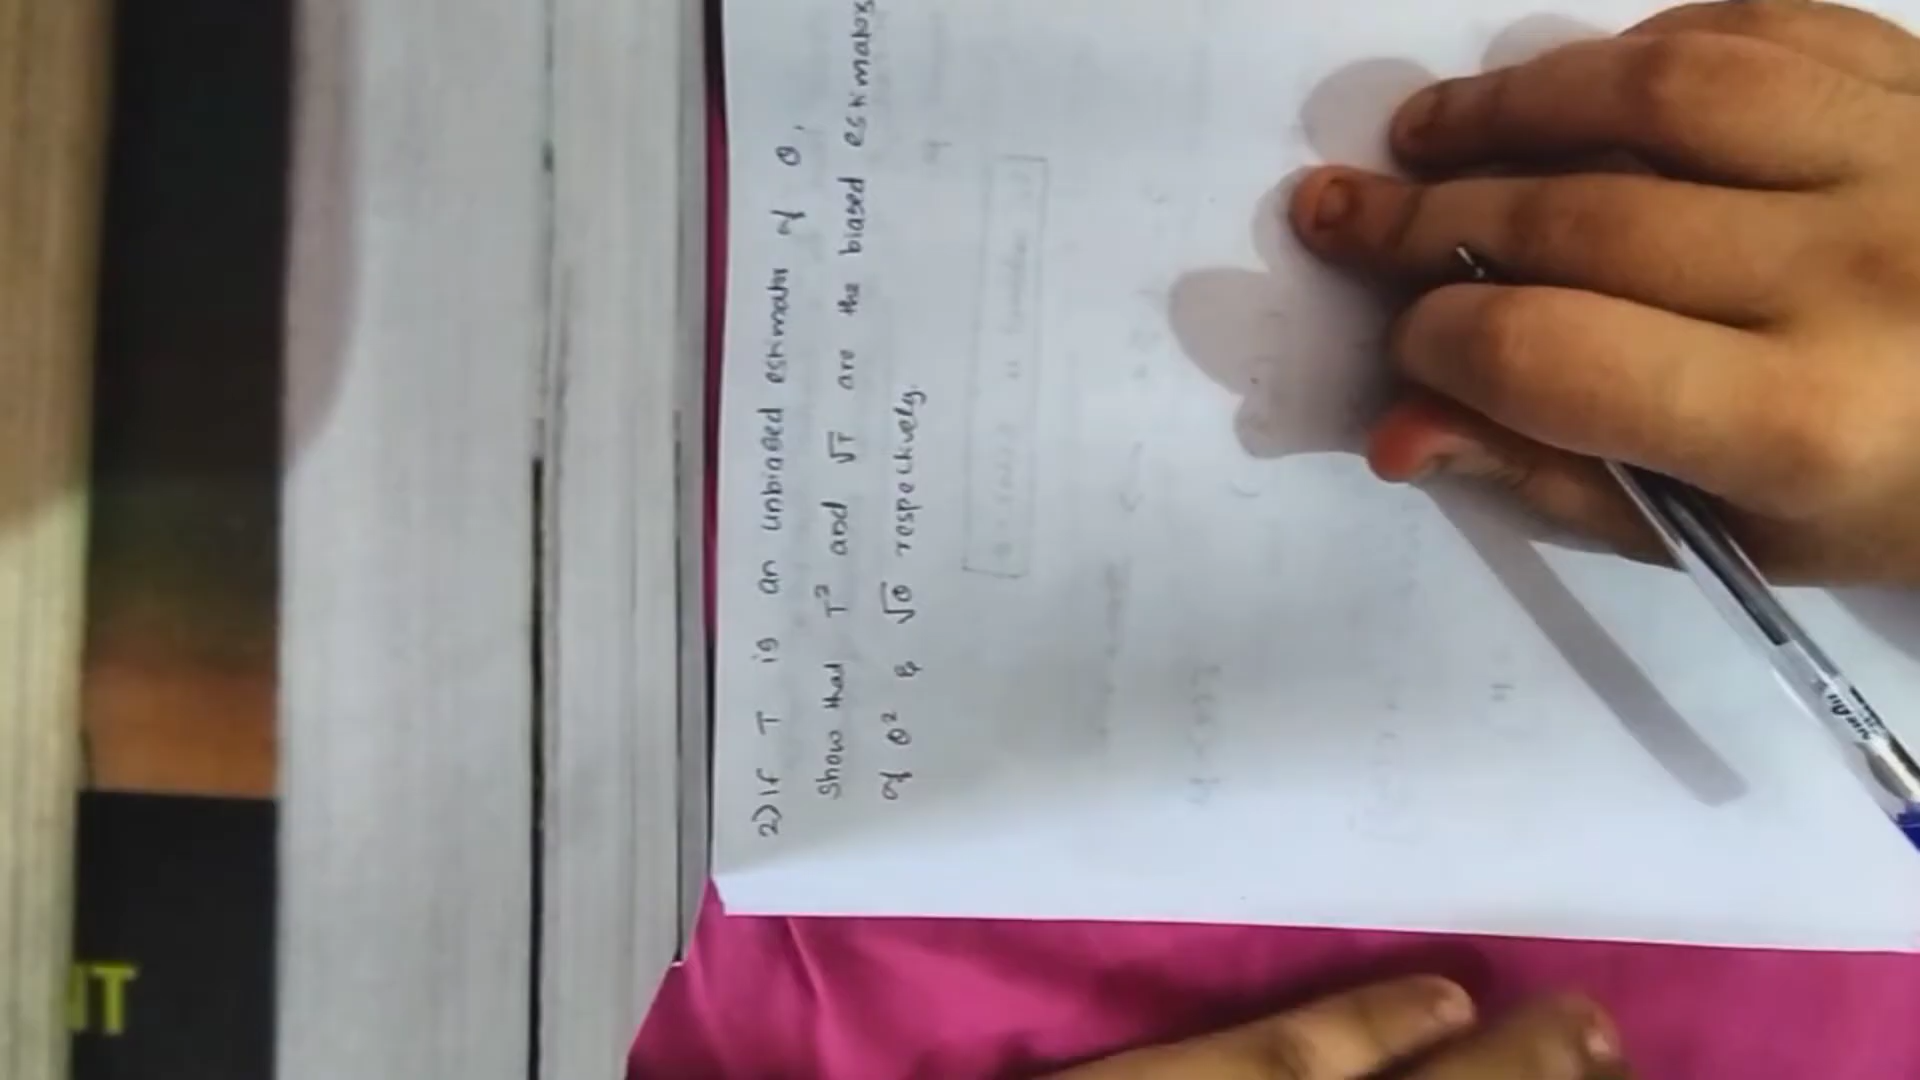 2) If T is an unbiased estimator of θ,
Show that T² and √T are the biased estimators
of θ² & √θ respectively.